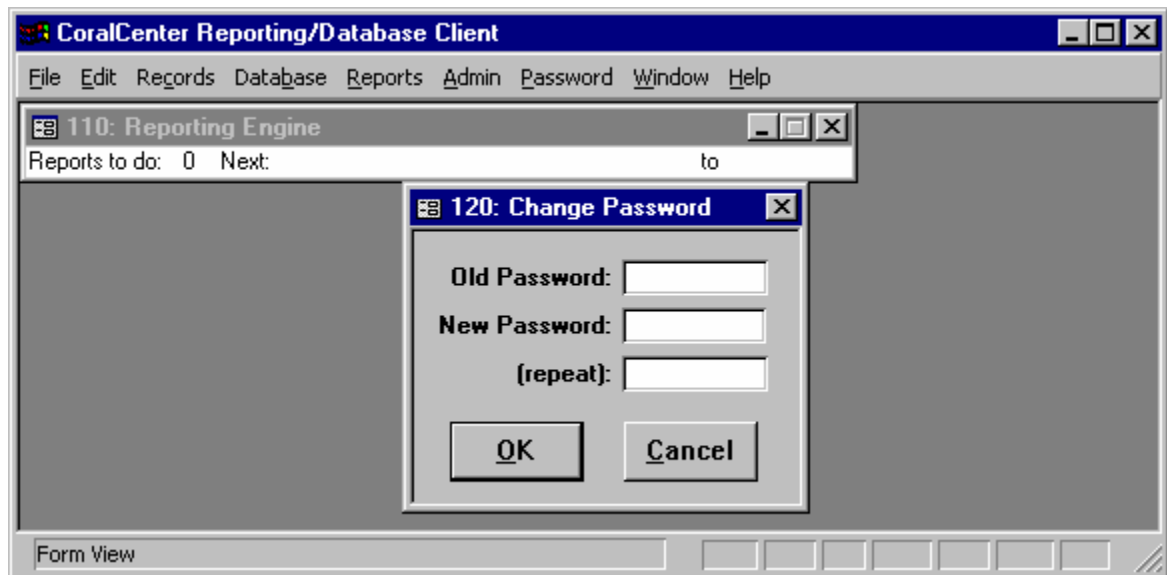 CoralCenter Reporting/Database Client
File Edit Records Database Reports Admin Password Window Help
110: Reporting Engine
Reports to do: 0 Next: to
120: Change Password
Old Password:
New Password:
(repeat):
OK Cancel
Form View